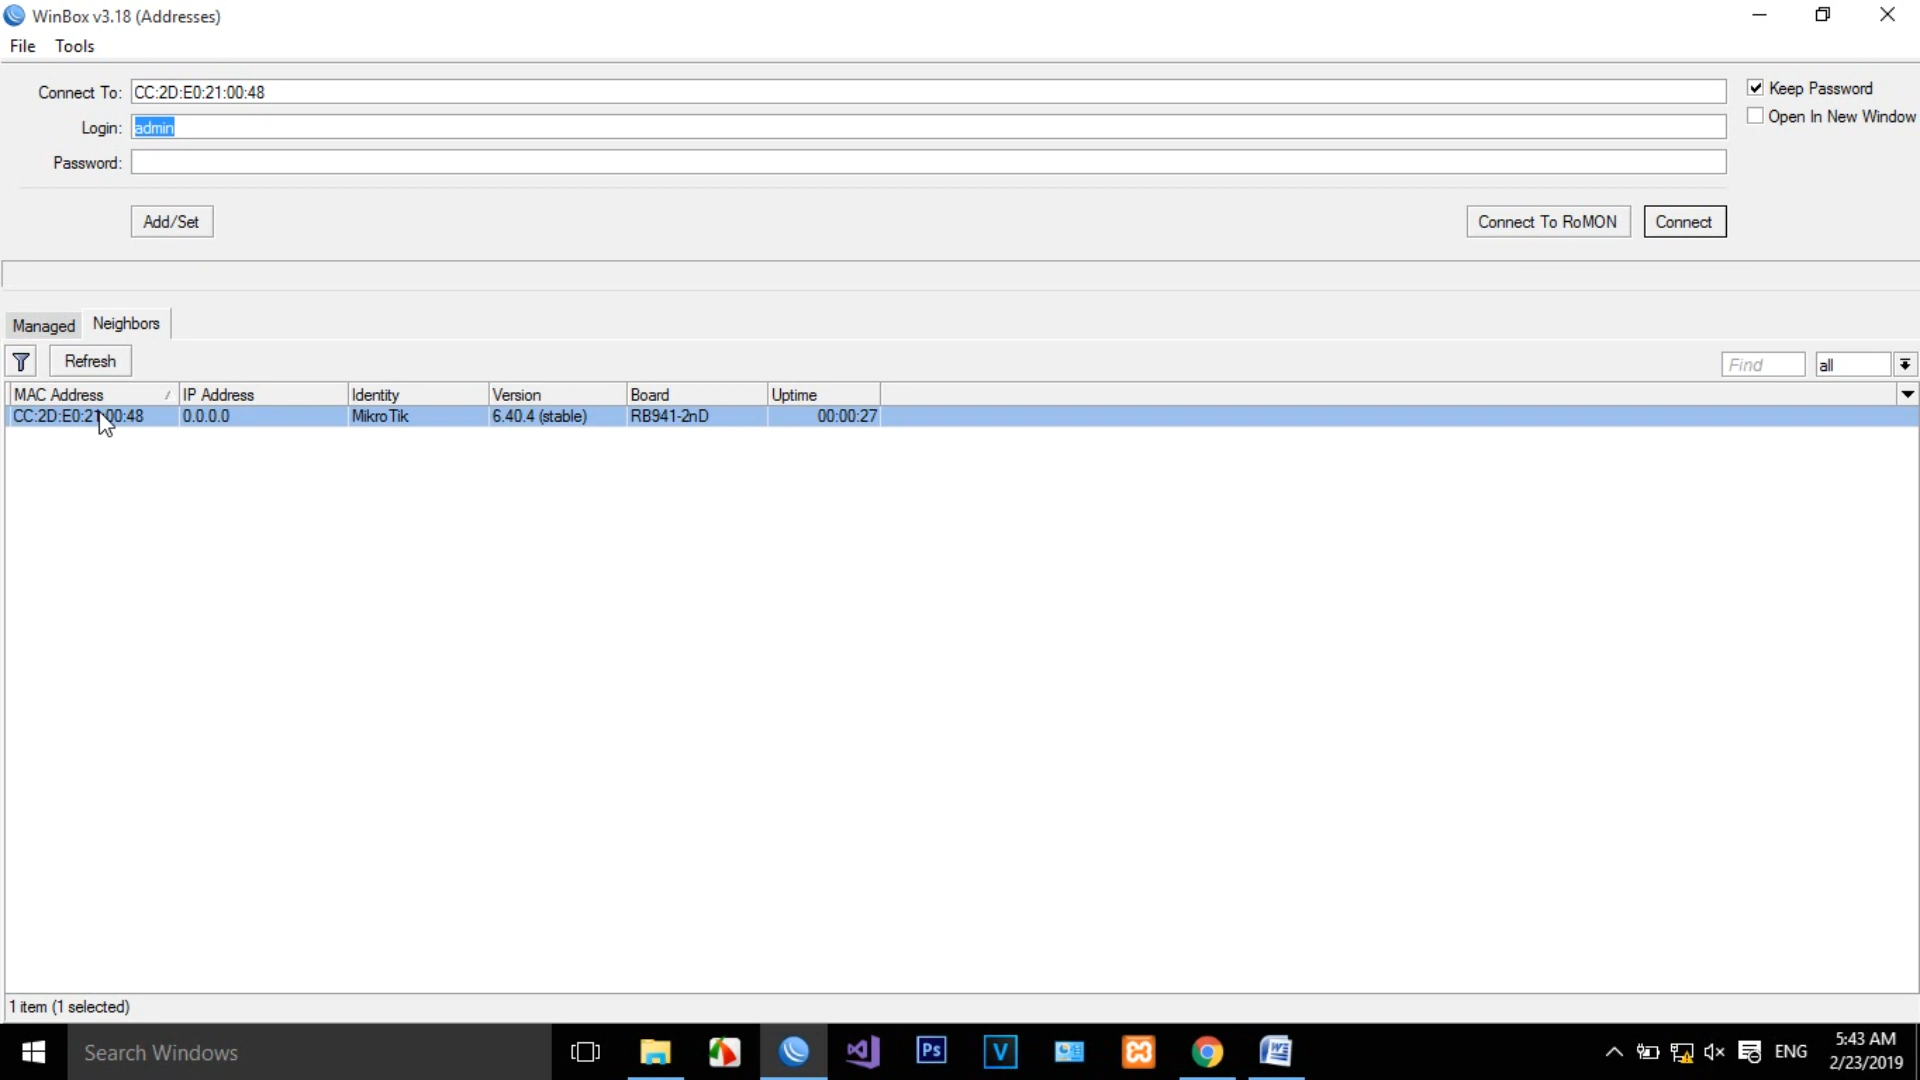 WinBox v3.18 (Addresses)
File Tools
Connect To: CC:2D:E0:21:00:48
Keep Password
Login: admin
Open In New Window
Password:
Add/Set Connect To RoMON Connect
Managed Neighbors
Refresh Find all
MAC Address IP Address Identity Version Board Uptime
CC:2D:E0:21:00:48 0.0.0.0 MikroTik 6.40.4 (stable) RB941-2nD 00:00:27
1 item (1 selected)
Search Windows Ps V ENG 5:43 AM
2/23/2019